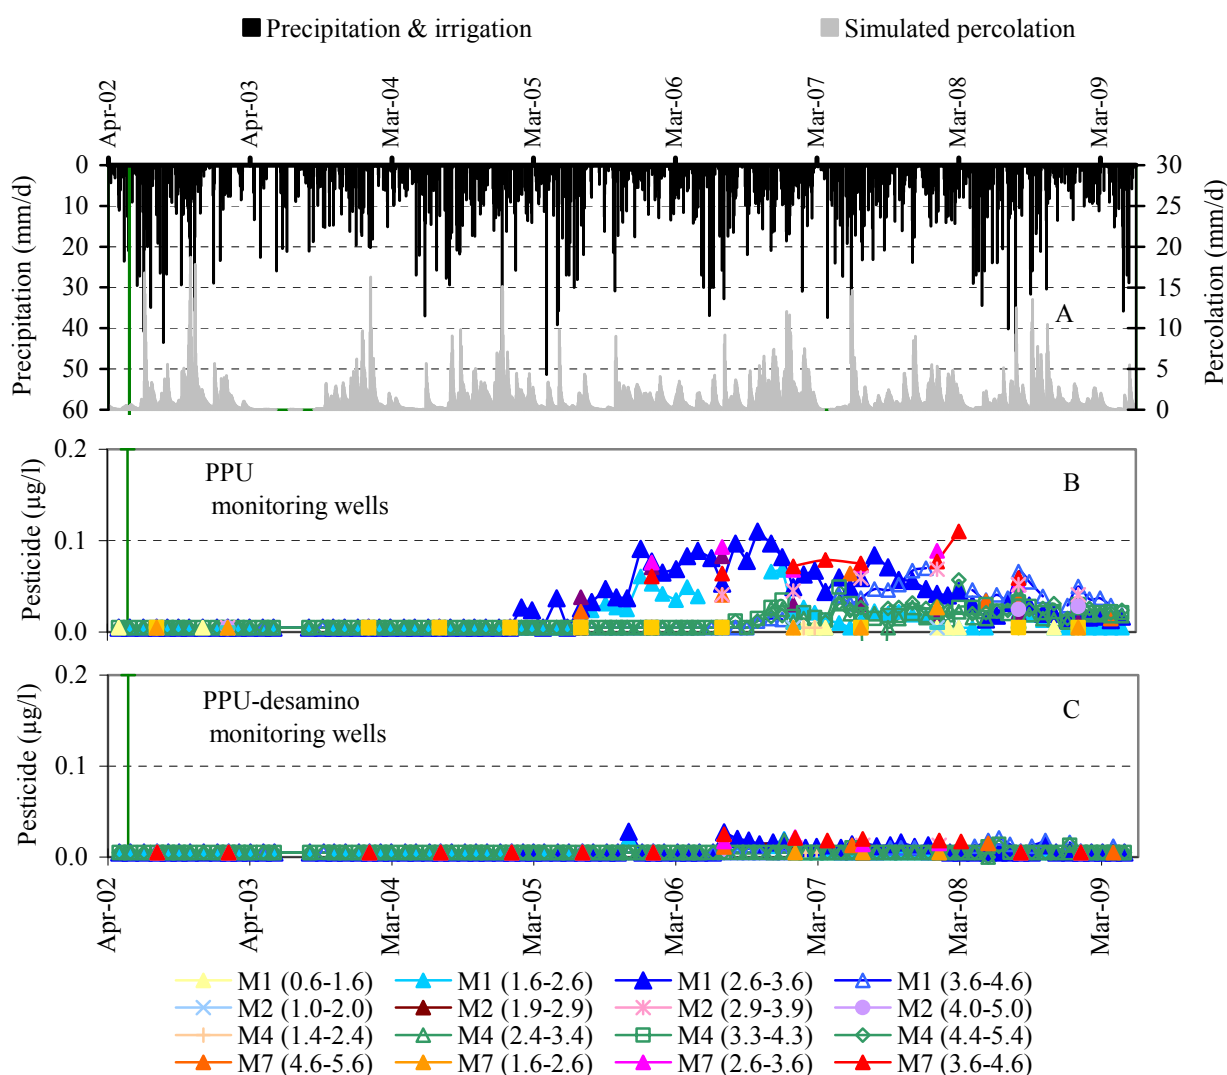 Precipitation & irrigation Simulated percolation
Apr-02 Apr-03 Mar-04 Mar-05 Mar-06 Mar-07 Mar-08 Mar-09
Precipitation (mm/d)
0 10 20 30 40 50 60
A
30 25 20 15 10 5 0
Percolation (mm/d)
Pesticide (µg/l)
0.2 0.1 0.0
PPU B
monitoring wells
Pesticide (µg/l)
0.2 0.1 0.0
PPU-desamino C
monitoring wells
Apr-02 Apr-03 Mar-04 Mar-05 Mar-06 Mar-07 Mar-08 Mar-09
M1 (0.6-1.6) M1 (1.6-2.6) M1 (2.6-3.6) M1 (3.6-4.6)
M2 (1.0-2.0) M2 (1.9-2.9) M2 (2.9-3.9) M2 (4.0-5.0)
M4 (1.4-2.4) M4 (2.4-3.4) M4 (3.3-4.3) M4 (4.4-5.4)
M7 (4.6-5.6) M7 (1.6-2.6) M7 (2.6-3.6) M7 (3.6-4.6)